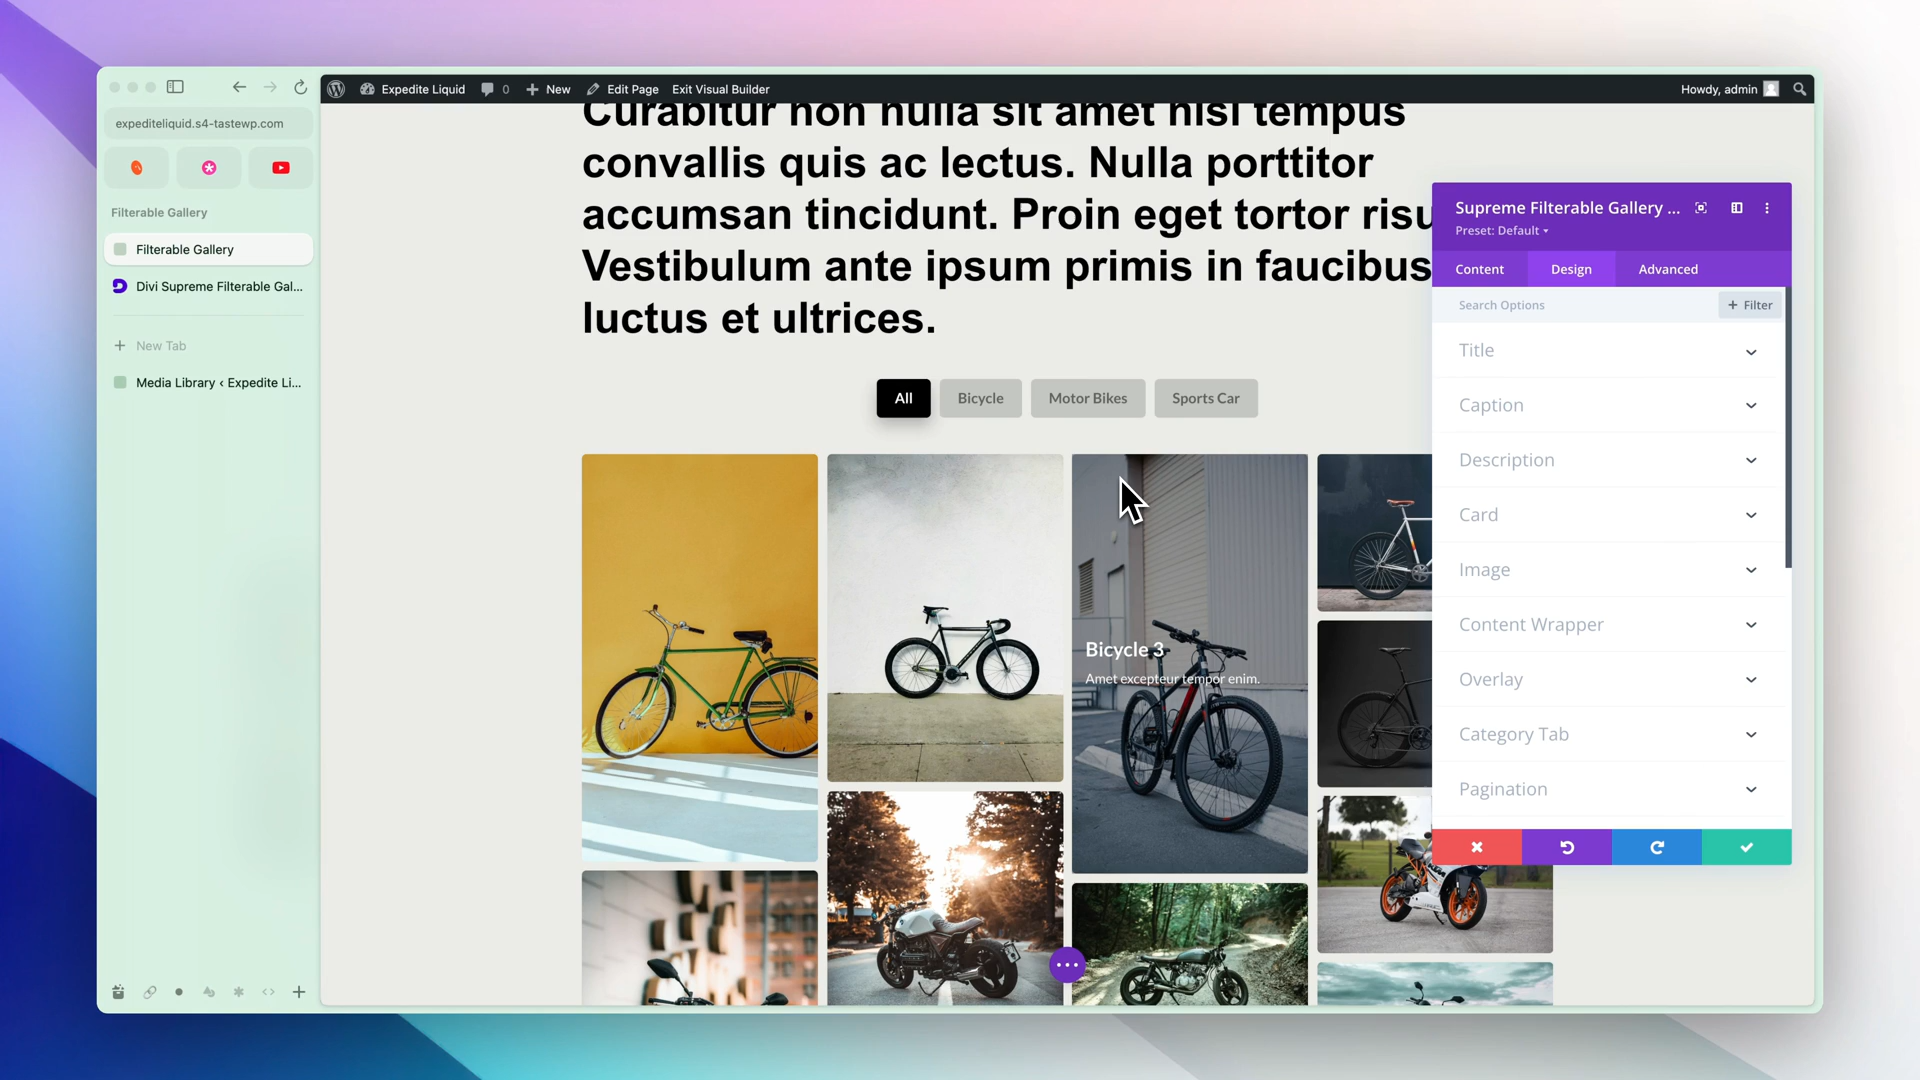 Expedite Liquid
0
New
Edit Page
Exit Visual Builder
Howdy, admin
expediteliquid.s4-tastewp.com
Filterable Gallery
Filterable Gallery
Divi Supreme Filterable Gal...
New Tab
Media Library ‹ Expedite Li...
Curabitur non nulla sit amet nisl tempus
convallis quis ac lectus. Nulla porttitor
accumsan tincidunt. Proin eget tortor risu
Vestibulum ante ipsum primis in faucibus
luctus et ultrices.
All
Bicycle
Motor Bikes
Sports Car
Bicycle 3
Amet excepteur tempor enim.
Supreme Filterable Gallery ...
Preset: Default
Content
Design
Advanced
Search Options
+ Filter
Title
Caption
Description
Card
Image
Content Wrapper
Overlay
Category Tab
Pagination